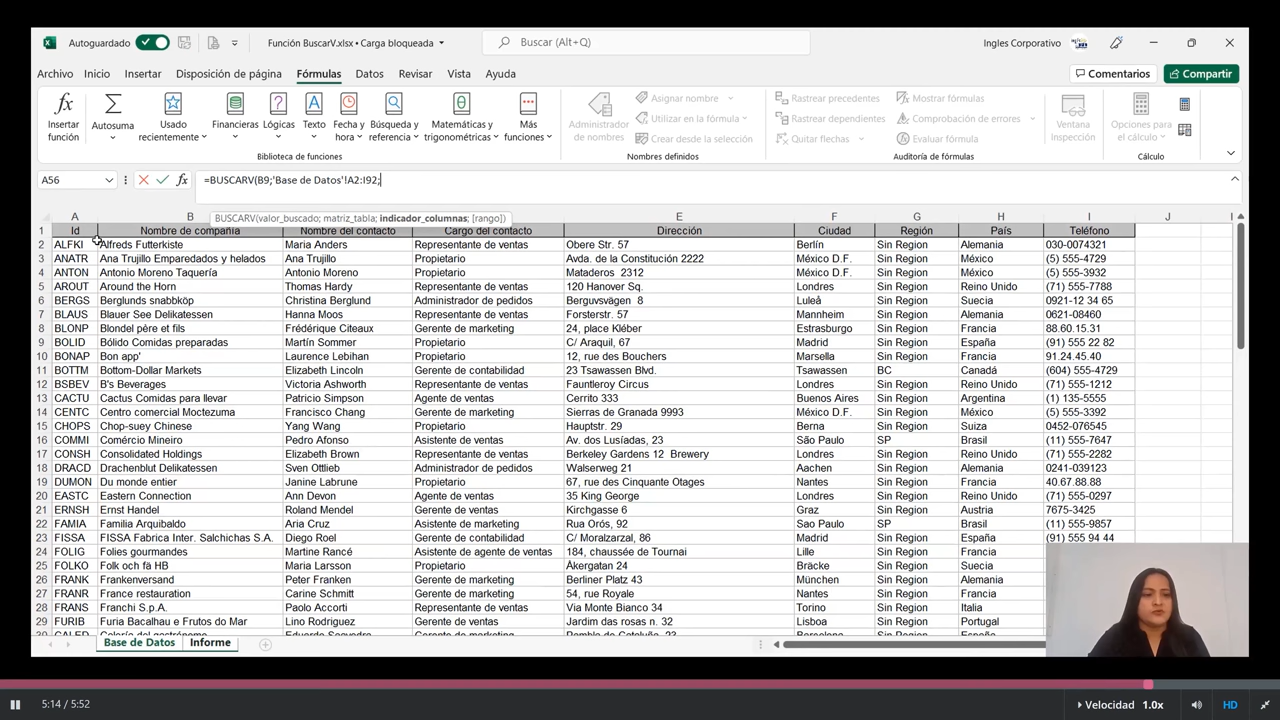 Autoguardado
Función BuscarV.xlsx • Carga bloqueada
Buscar (Alt+Q)
Ingles Corporativo
Archivo Inicio Insertar Disposición de página Fórmulas Datos Revisar Vista Ayuda
Comentarios Compartir
Insertar función
Autosuma
Usado recientemente
Financieras
Lógicas
Texto
Fecha y hora
Búsqueda y referencia
Matemáticas y trigonométricas
Más funciones
Biblioteca de funciones
Administrador de nombres
Asignar nombre
Utilizar en la fórmula
Crear desde la selección
Nombres definidos
Rastrear precedentes
Rastrear dependientes
Quitar flechas
Mostrar fórmulas
Comprobación de errores
Evaluar fórmula
Auditoría de fórmulas
Ventana Inspección
Opciones para el cálculo
Cálculo
A56
fx
=BUSCARV(B9;'Base de Datos'!A2:I92;
BUSCARV(valor_buscado; matriz_tabla; indicador_columnas; [rango])
A B E F G H I J K L
1 Id Nombre de compañía Nombre del contacto Cargo del contacto Dirección Ciudad Región País Teléfono
2 ALFKI Alfreds Futterkiste Maria Anders Representante de ventas Obere Str. 57 Berlín Sin Region Alemania 030-0074321
3 ANATR Ana Trujillo Emparedados y helados Ana Trujillo Propietario Avda. de la Constitución 2222 México D.F. Sin Region México (5) 555-4729
4 ANTON Antonio Moreno Taquería Antonio Moreno Propietario Mataderos 2312 México D.F. Sin Region México (5) 555-3932
5 AROUT Around the Horn Thomas Hardy Representante de ventas 120 Hanover Sq. Londres Sin Region Reino Unido (71) 555-7788
6 BERGS Berglunds snabbköp Christina Berglund Administrador de pedidos Berguvsvägen 8 Luleå Sin Region Suecia 0921-12 34 65
7 BLAUS Blauer See Delikatessen Hanna Moos Representante de ventas Forsterstr. 57 Mannheim Sin Region Alemania 0621-08460
8 BLONP Blondel père et fils Frédérique Citeaux Gerente de marketing 24, place Kléber Estrasburgo Sin Region Francia 88.60.15.31
9 BOLID Bólido Comidas preparadas Martín Sommer Propietario C/ Araquil, 67 Madrid Sin Region España (91) 555 22 82
10 BONAP Bon app' Laurence Lebihan Propietario 12, rue des Bouchers Marsella Sin Region Francia 91.24.45.40
11 BOTTM Bottom-Dollar Markets Elizabeth Lincoln Gerente de contabilidad 23 Tsawassen Blvd. Tsawassen BC Canadá (604) 555-4729
12 BSBEV B's Beverages Victoria Ashworth Representante de ventas Fauntleroy Circus Londres Sin Region Reino Unido (71) 555-1212
13 CACTU Cactus Comidas para llevar Patricio Simpson Agente de ventas Cerrito 333 Buenos Aires Sin Region Argentina (1) 135-5555
14 CENTC Centro comercial Moctezuma Francisco Chang Gerente de marketing Sierras de Granada 9993 México D.F. Sin Region México (5) 555-3392
15 CHOPS Chop-suey Chinese Yang Wang Propietario Hauptstr. 29 Berna Sin Region Suiza 0452-076545
16 COMMI Comércio Mineiro Pedro Afonso Asistente de ventas Av. dos Lusíadas, 23 São Paulo SP Brasil (11) 555-7647
17 CONSH Consolidated Holdings Elizabeth Brown Representante de ventas Berkeley Gardens 12 Brewery Londres Sin Region Reino Unido (71) 555-2282
18 DRACD Drachenblut Delikatessen Sven Ottlieb Administrador de pedidos Walserweg 21 Aachen Sin Region Alemania 0241-039123
19 DUMON Du monde entier Janine Labrune Propietario 67, rue des Cinquante Otages Nantes Sin Region Francia 40.67.88.88
20 EASTC Eastern Connection Ann Devon Agente de ventas 35 King George Londres Sin Region Reino Unido (71) 555-0297
21 ERNSH Ernst Handel Roland Mendel Gerente de ventas Kirchgasse 6 Graz Sin Region Austria 7675-3425
22 FAMIA Familia Arquibaldo Aria Cruz Asistente de marketing Rua Orós, 92 Sao Paulo SP Brasil (11) 555-9857
23 FISSA FISSA Fabrica Inter. Salchichas S.A. Diego Roel Gerente de contabilidad C/ Moralzarzal, 86 Madrid Sin Region España (91) 555 94 44
24 FOLIG Folies gourmandes Martine Rancé Asistente de agente de ventas 184, chaussée de Tournai Lille Sin Region Francia
25 FOLKO Folk och fä HB Maria Larsson Propietario Åkergatan 24 Bräcke Sin Region Suecia
26 FRANK Frankenversand Peter Franken Gerente de marketing Berliner Platz 43 München Sin Region Alemania
27 FRANR France restauration Carine Schmitt Gerente de marketing 54, rue Royale Nantes Sin Region Francia
28 FRANS Franchi S.p.A. Paolo Accorti Representante de ventas Via Monte Bianco 34 Torino Sin Region Italia
29 FURIB Furia Bacalhau e Frutos do Mar Lino Rodriguez Gerente de ventas Jardim das rosas n. 32 Lisboa Sin Region Portugal
Base de Datos Informe
5:14 / 5:52
Velocidad 1.0x
HD